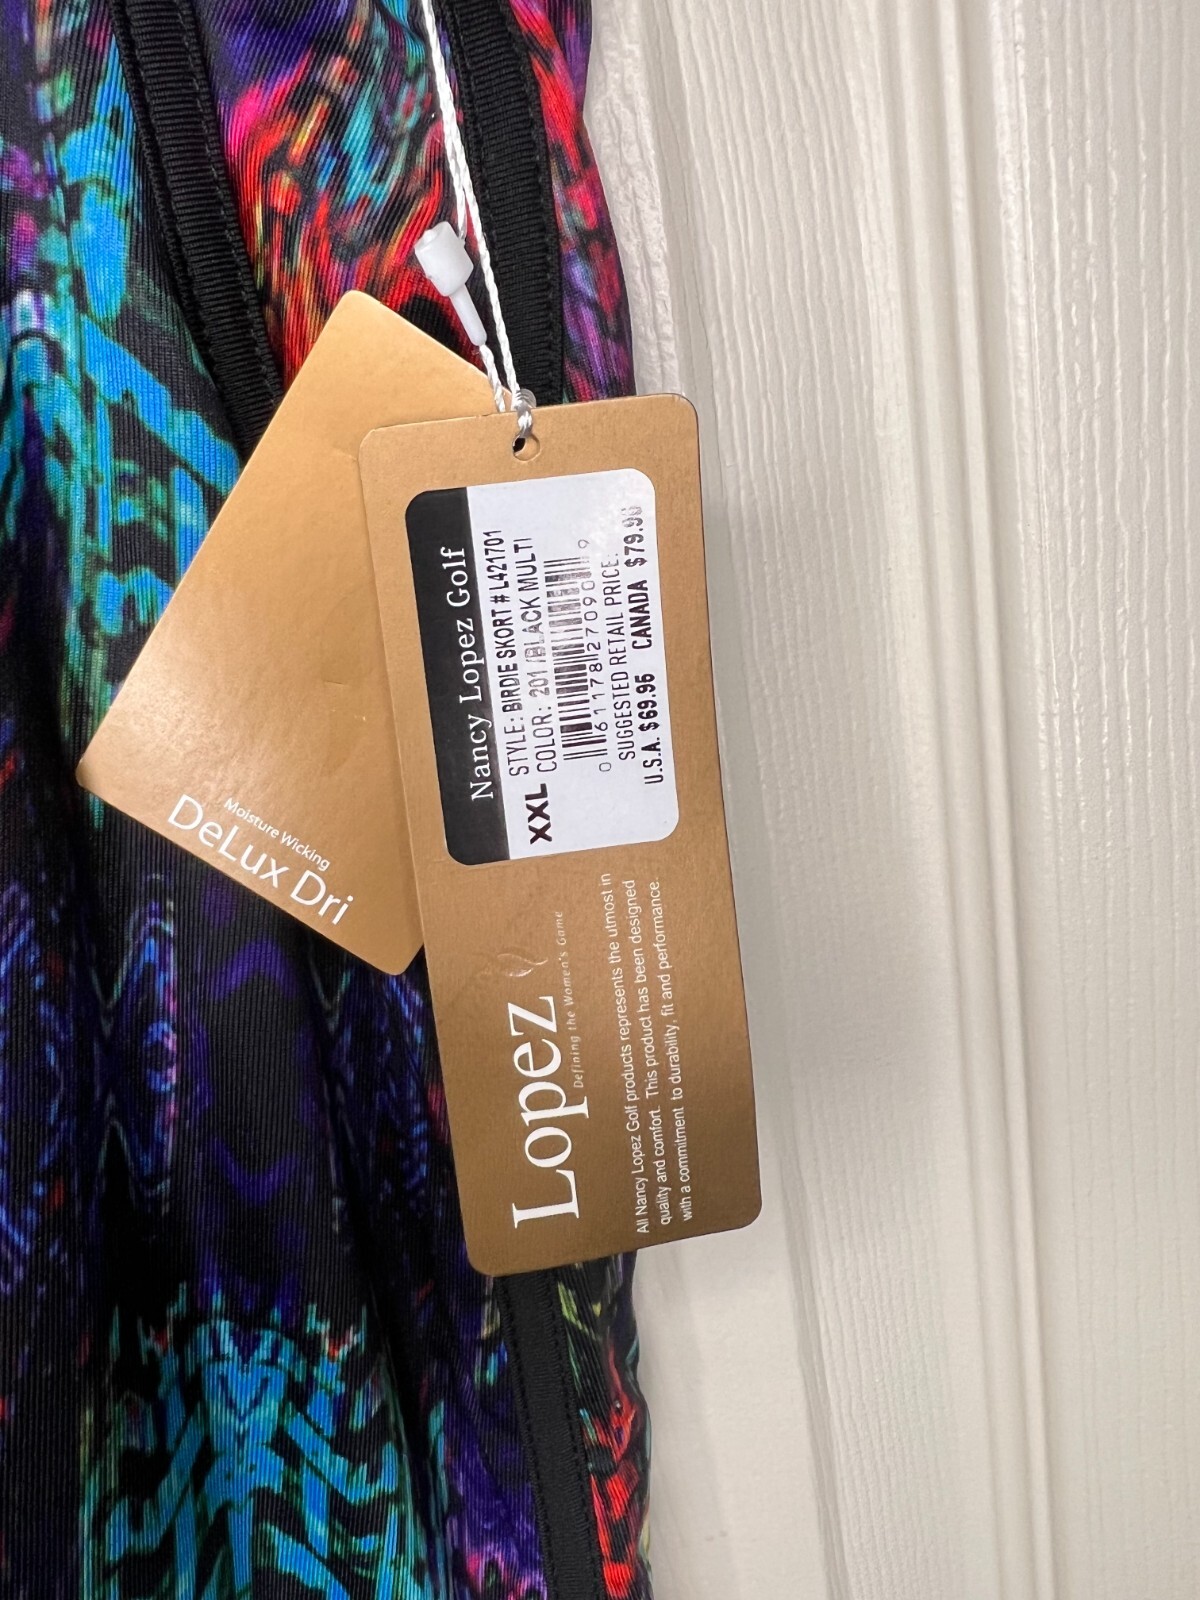 Moisture Wicking
DeLux Dri
Nancy Lopez Golf
STYLE: BIRDIE SKORT # L421701
COLOR: 201 /BLACK MULTI
XXL
SUGGESTED RETAIL PRICE:
U.S.A. $69.95 CANADA $79.95
Lopez
Defining the Women's Game
All Nancy Lopez Golf products represents the utmost in
quality and comfort. This product has been designed
with a commitment to durability, fit and performance.